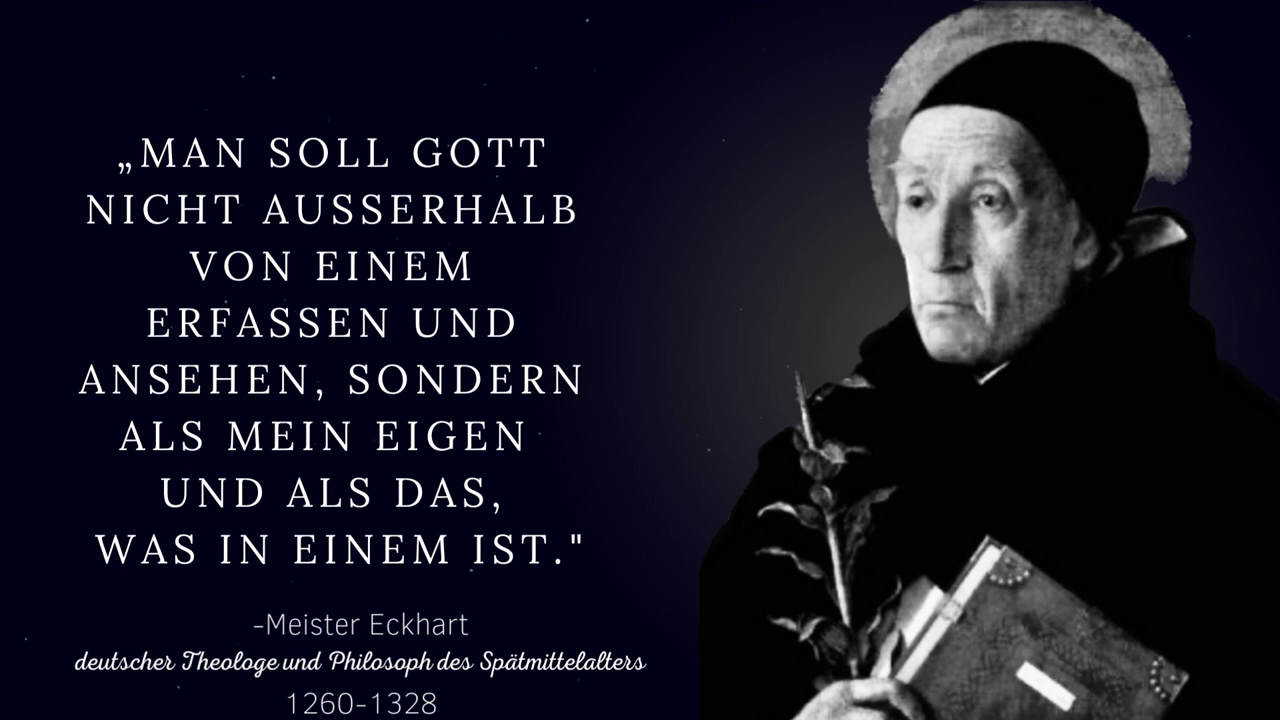 „MAN SOLL GOTT
NICHT AUSSERHALB
VON EINEM
ERFASSEN UND
ANSEHEN, SONDERN
ALS MEIN EIGEN
UND ALS DAS,
WAS IN EINEM IST."
-Meister Eckhart
deutscher Theologe und Philosoph des Spätmittelalters
1260-1328